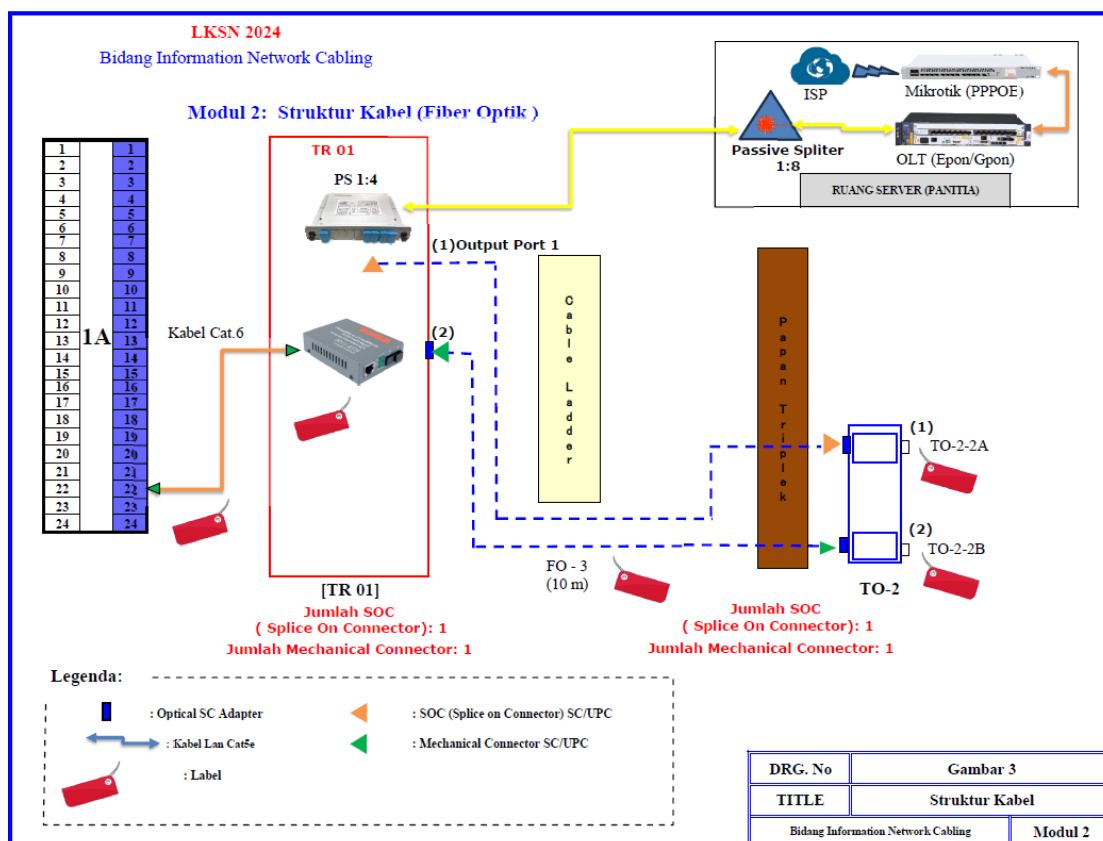 LKSN 2024
Bidang Information Network Cabling
Modul 2: Struktur Kabel (Fiber Optik )
ISP
Mikrotik (PPPOE)
Passive Spliter
1:8
OLT (Epon/Gpon)
RUANG SERVER (PANITIA)
1 1
2 2
3 3
4 4
5 5
6 6
7 7
8 8
9 9
10 10
11 11
12 12
13 13
14 14
15 15
16 16
17 17
18 18
19 19
20 20
21 21
22 22
23 23
24 24
1A
Kabel Cat.6
TR 01
PS 1:4
(1)Output Port 1
(2)
[TR 01]
Jumlah SOC
( Splice On Connector): 1
Jumlah Mechanical Connector: 1
Cable Ladder
FO - 3
(10 m)
Papan Triplek
(1)
TO-2-2A
(2)
TO-2-2B
TO-2
Jumlah SOC
( Splice On Connector): 1
Jumlah Mechanical Connector: 1
Legenda:
: Optical SC Adapter
: SOC (Splice on Connector) SC/UPC
: Kabel Lan Cat5e
: Mechanical Connector SC/UPC
: Label
DRG. No Gambar 3
TITLE Struktur Kabel
Bidang Information Network Cabling Modul 2